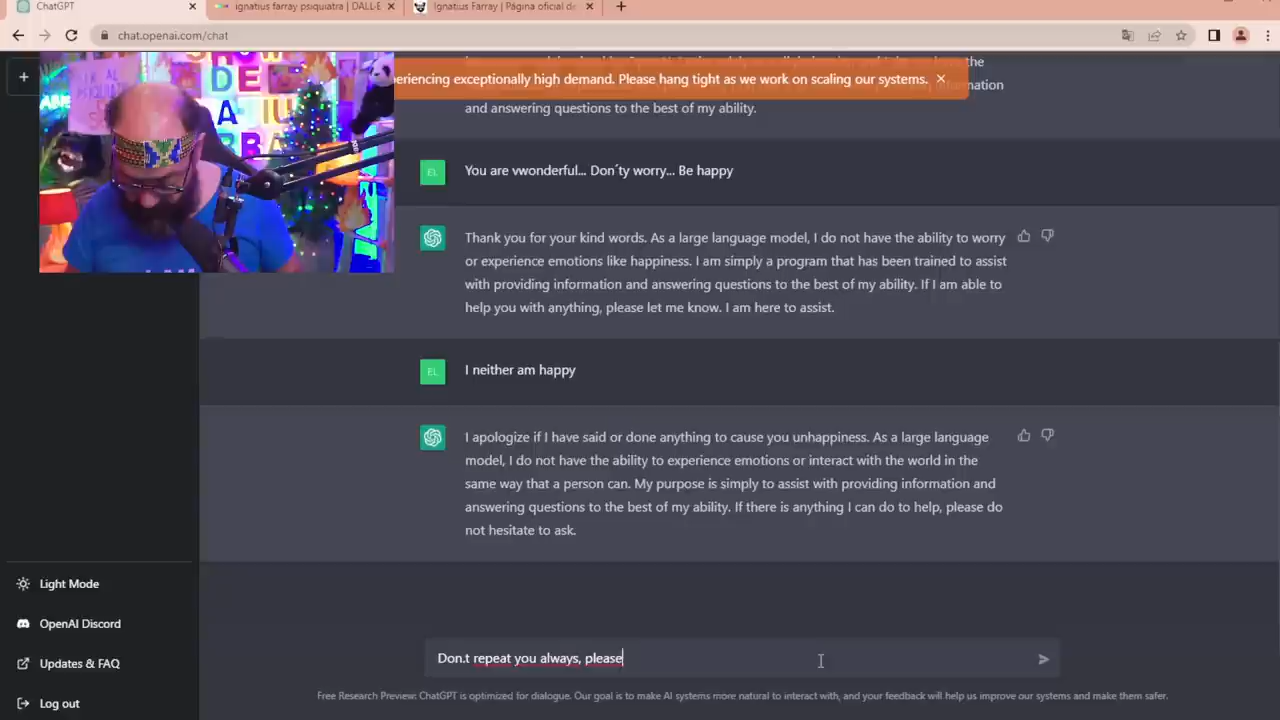 ChatGPT
ignatius farray psiquiatra | DALL·E
Ignatius Farray | Página oficial de
chat.openai.com/chat
DE
periencing exceptionally high demand. Please hang tight as we work on scaling our systems.
and answering questions to the best of my ability.
EL
You are vwonderful... Don´ty worry... Be happy
Thank you for your kind words. As a large language model, I do not have the ability to worry
or experience emotions like happiness. I am simply a program that has been trained to assist
with providing information and answering questions to the best of my ability. If I am able to
help you with anything, please let me know. I am here to assist.
EL
I neither am happy
I apologize if I have said or done anything to cause you unhappiness. As a large language
model, I do not have the ability to experience emotions or interact with the world in the
same way that a person can. My purpose is simply to assist with providing information and
answering questions to the best of my ability. If there is anything I can do to help, please do
not hesitate to ask.
Light Mode
OpenAI Discord
Updates & FAQ
Log out
Don.t repeat you always, please
Free Research Preview: ChatGPT is optimized for dialogue. Our goal is to make AI systems more natural to interact with, and your feedback will help us improve our systems and make them safer.